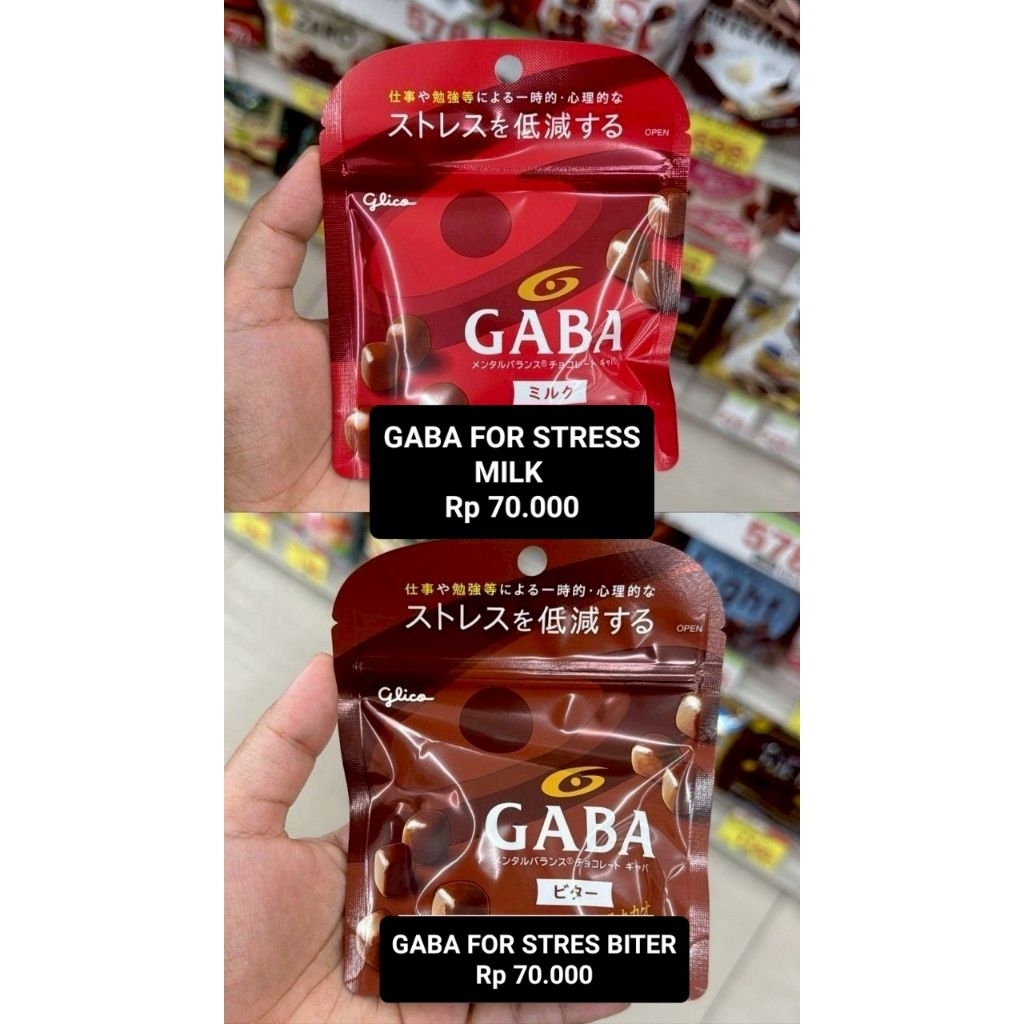 578
ZERO
仕事や勉強等による一時的・心理的な
ストレスを低減する
OPEN
Glico
GABA
メンタルバランス®チョコレート ギャバ
ミルク
GABA FOR STRESS
MILK
Rp 70.000
578
仕事や勉強等による一時的・心理的な
ストレスを低減する
OPEN
Glico
GABA
メンタルバランス®チョコレート ギャバ
ビター
GABA FOR STRES BITER
Rp 70.000